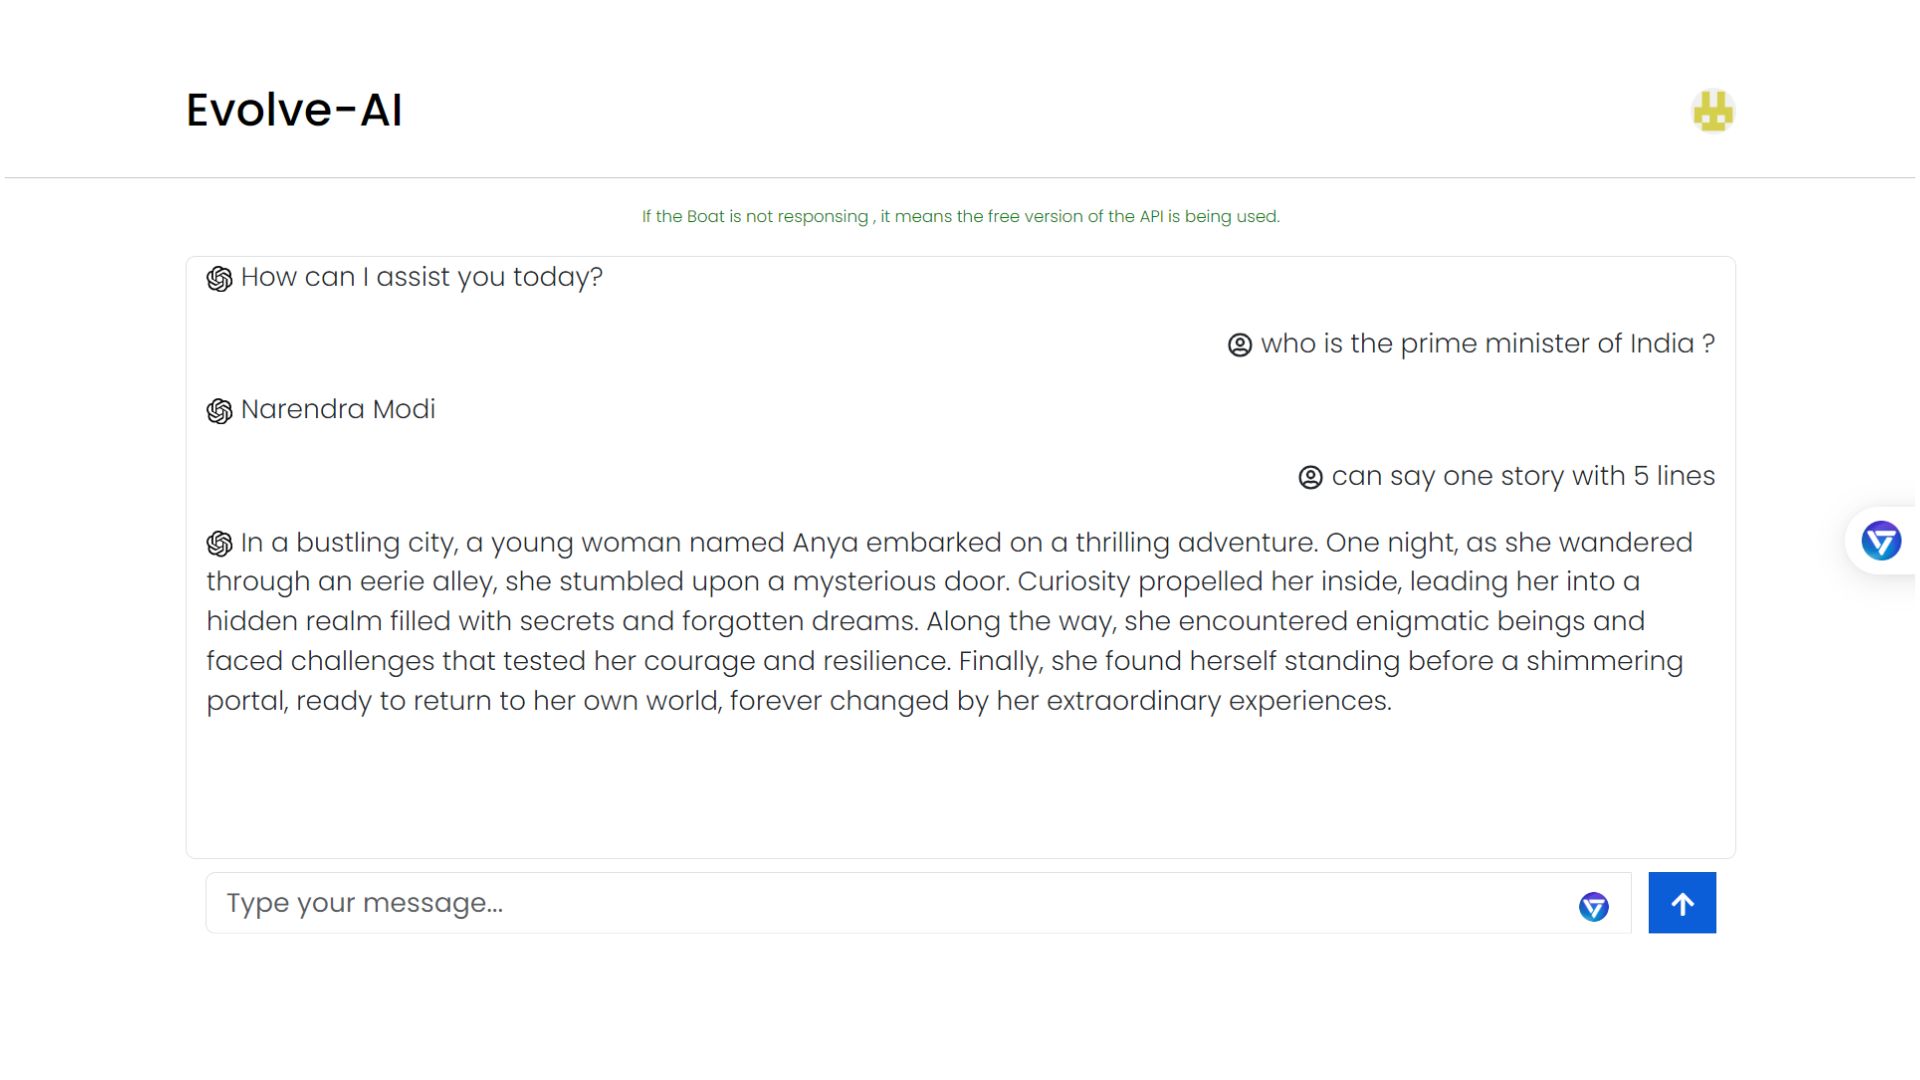 Evolve-AI
If the Boat is not responsing , it means the free version of the API is being used.
How can I assist you today?
who is the prime minister of India ?
Narendra Modi
can say one story with 5 lines
In a bustling city, a young woman named Anya embarked on a thrilling adventure. One night, as she wandered
through an eerie alley, she stumbled upon a mysterious door. Curiosity propelled her inside, leading her into a
hidden realm filled with secrets and forgotten dreams. Along the way, she encountered enigmatic beings and
faced challenges that tested her courage and resilience. Finally, she found herself standing before a shimmering
portal, ready to return to her own world, forever changed by her extraordinary experiences.
Type your message...